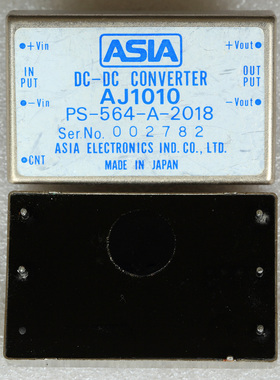 ASIA
+Vin
+Vout
DC-DC CONVERTER
IN
PUT
OUT
PUT
AJ1010
-Vin
-Vout
PS-564-A-2018
Ser.No. 002782
ASIA ELECTRONICS IND. CO., LTD.
CNT
MADE IN JAPAN